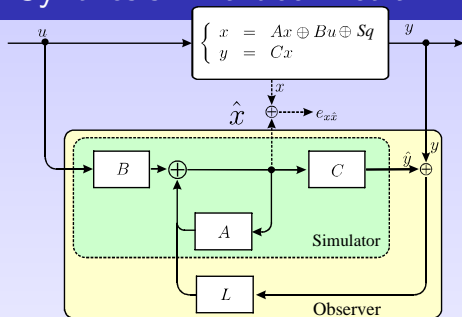 u
x = Ax ⊕ Bu ⊕ Sq
y = Cx
y
x
x̂
⊕
e_{xx̂}
B
⊕
C
ŷ
y
⊕
A
Simulator
L
Observer